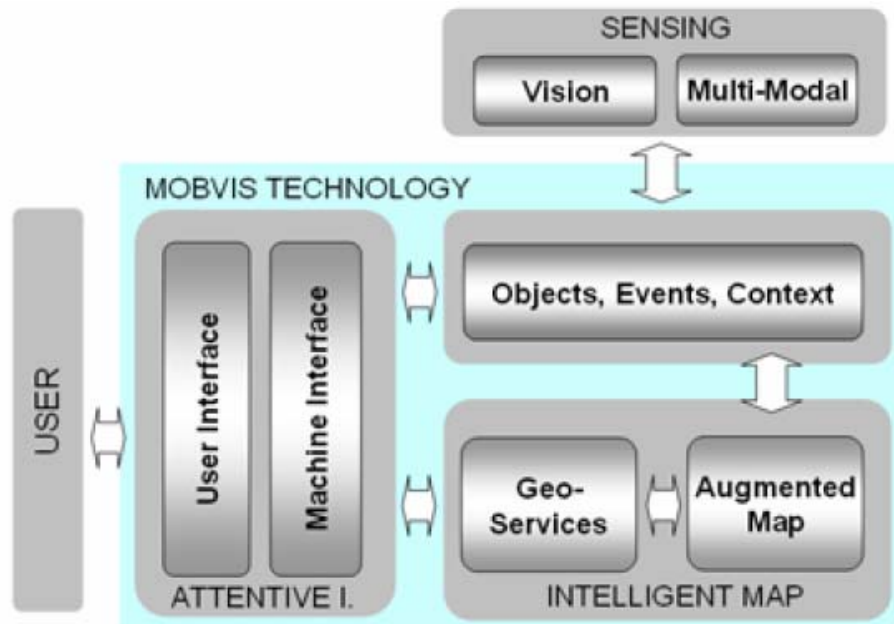 SENSING
Vision
Multi-Modal
MOBVIS TECHNOLOGY
USER
User Interface
Machine Interface
ATTENTIVE I.
Objects, Events, Context
Geo-
Services
Augmented
Map
INTELLIGENT MAP